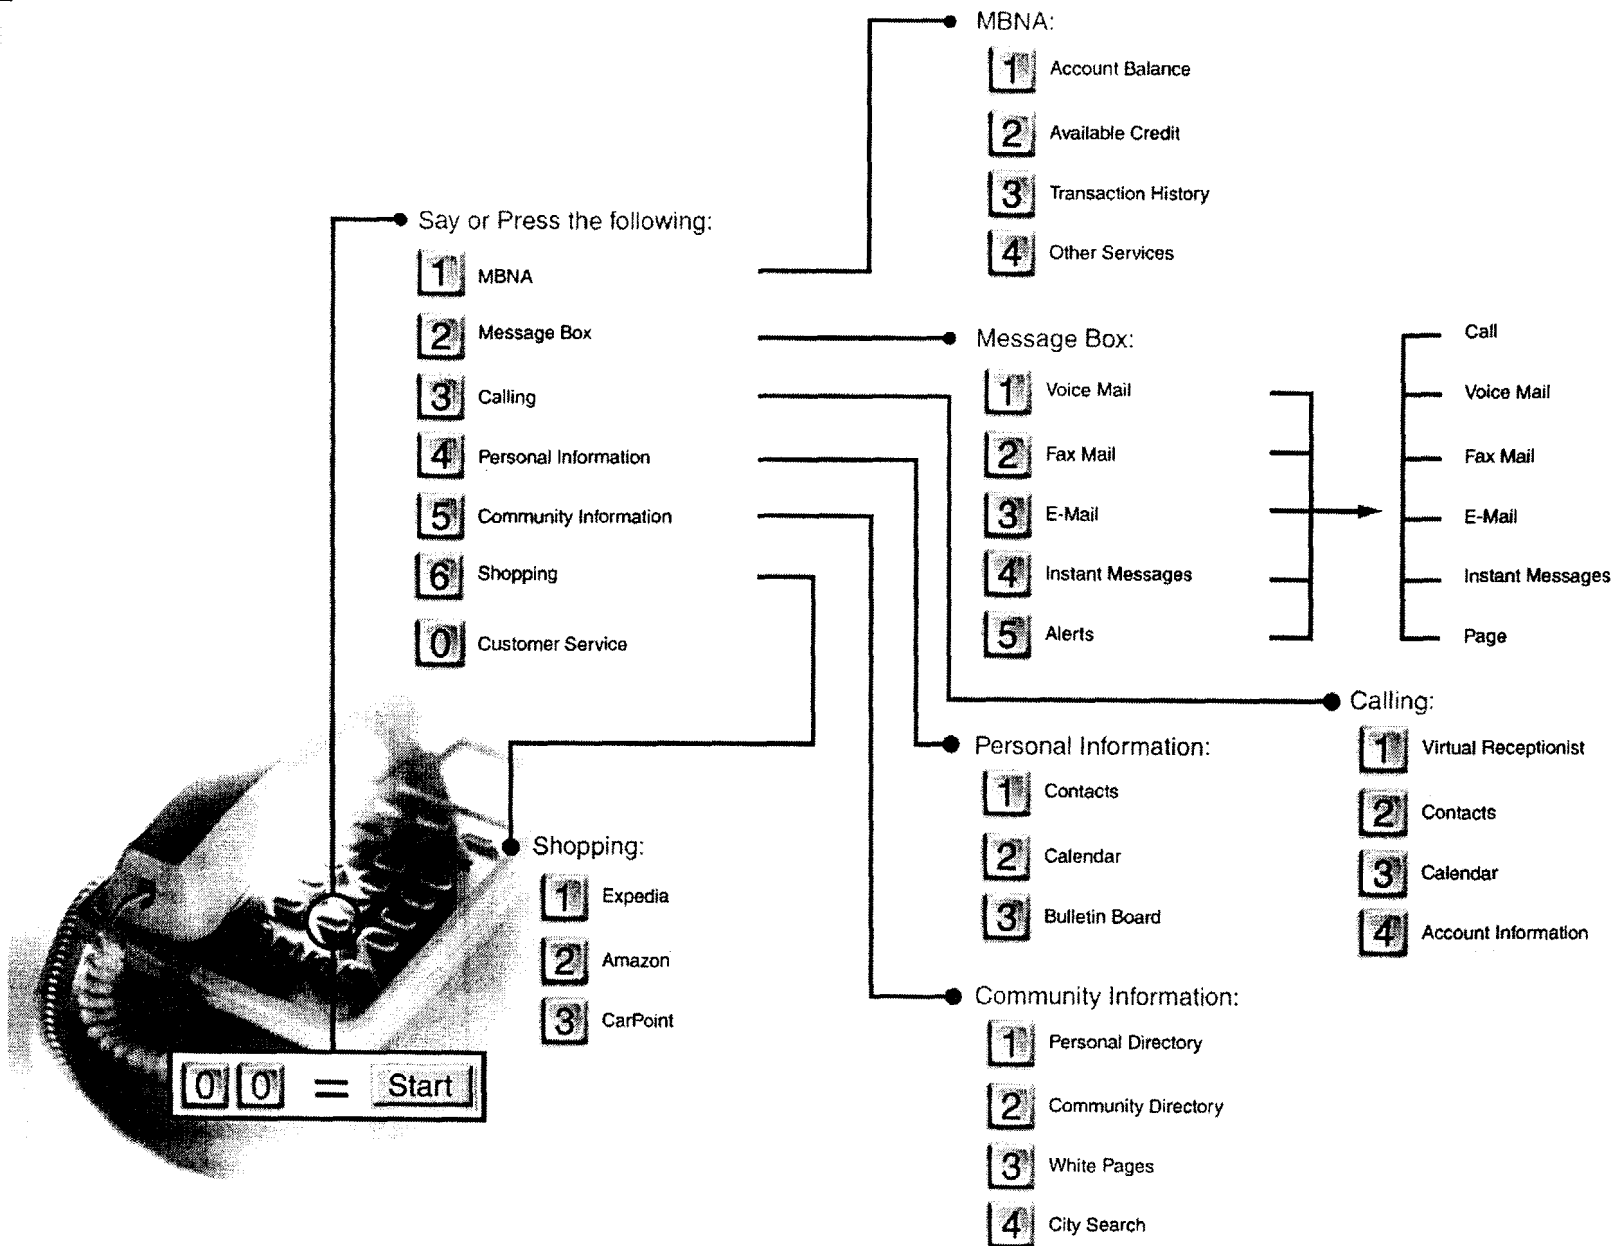 MBNA:
1 Account Balance
2 Available Credit
3 Transaction History
4 Other Services
Say or Press the following:
1 MBNA
2 Message Box
3 Calling
4 Personal Information
5 Community Information
6 Shopping
0 Customer Service
Message Box:
1 Voice Mail
2 Fax Mail
3 E-Mail
4 Instant Messages
5 Alerts
Call
Voice Mail
Fax Mail
E-Mail
Instant Messages
Page
Calling:
1 Virtual Receptionist
2 Contacts
3 Calendar
4 Account Information
Personal Information:
1 Contacts
2 Calendar
3 Bulletin Board
Shopping:
1 Expedia
2 Amazon
3 CarPoint
Community Information:
1 Personal Directory
2 Community Directory
3 White Pages
4 City Search
0 0 = Start